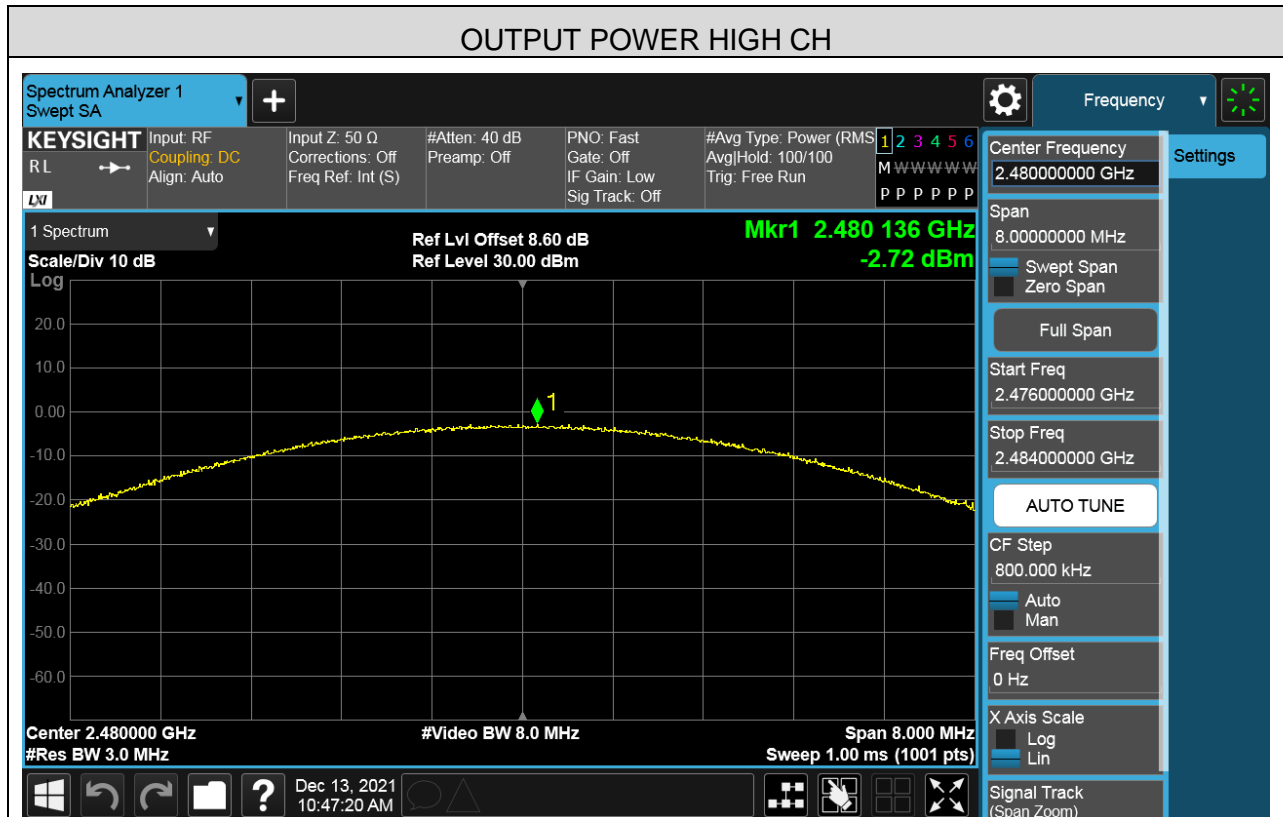 OUTPUT POWER HIGH CH
Spectrum Analyzer 1
Swept SA
+
Frequency
KEYSIGHT
RL
LXI
Input: RF
Coupling: DC
Align: Auto
Input Z: 50 Ω
Corrections: Off
Freq Ref: Int (S)
#Atten: 40 dB
Preamp: Off
PNO: Fast
Gate: Off
IF Gain: Low
Sig Track: Off
#Avg Type: Power (RMS
Avg|Hold: 100/100
Trig: Free Run
1 2 3 4 5 6
M W W W W W
P P P P P P
1 Spectrum
Scale/Div 10 dB
Ref Lvl Offset 8.60 dB
Ref Level 30.00 dBm
Mkr1 2.480 136 GHz
-2.72 dBm
Log
20.0
10.0
0.00
-10.0
-20.0
-30.0
-40.0
-50.0
-60.0
1
Center 2.480000 GHz
#Video BW 8.0 MHz
Span 8.000 MHz
#Res BW 3.0 MHz
Sweep 1.00 ms (1001 pts)
?
Dec 13, 2021
10:47:20 AM
Center Frequency
2.480000000 GHz
Settings
Span
8.00000000 MHz
Swept Span
Zero Span
Full Span
Start Freq
2.476000000 GHz
Stop Freq
2.484000000 GHz
AUTO TUNE
CF Step
800.000 kHz
Auto
Man
Freq Offset
0 Hz
X Axis Scale
Log
Lin
Signal Track
(Span Zoom)